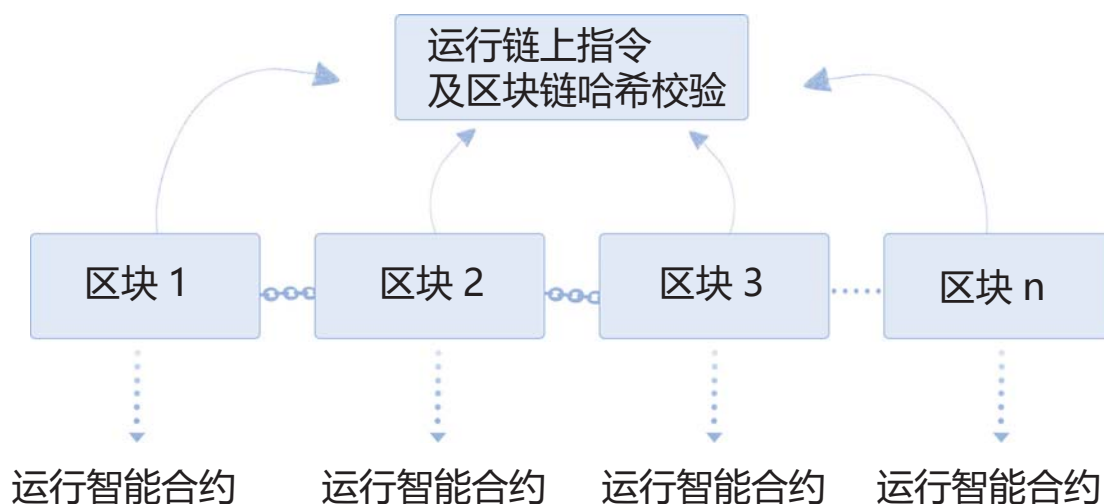 运行链上指令
及区块链哈希校验
区块 1
区块 2
区块 3
区块 n
运行智能合约
运行智能合约
运行智能合约
运行智能合约